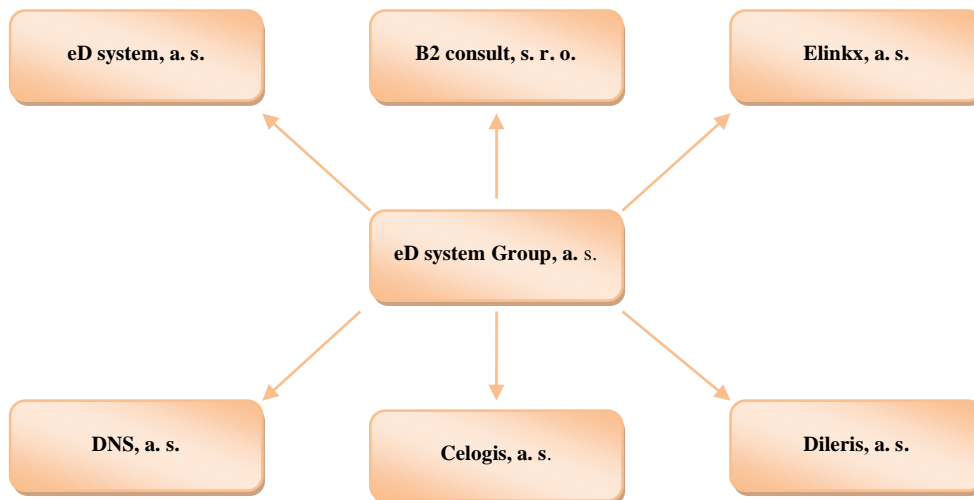 eD system, a. s.
B2 consult, s. r. o.
Elinkx, a. s.
eD system Group, a. s.
DNS, a. s.
Celogis, a. s.
Dileris, a. s.